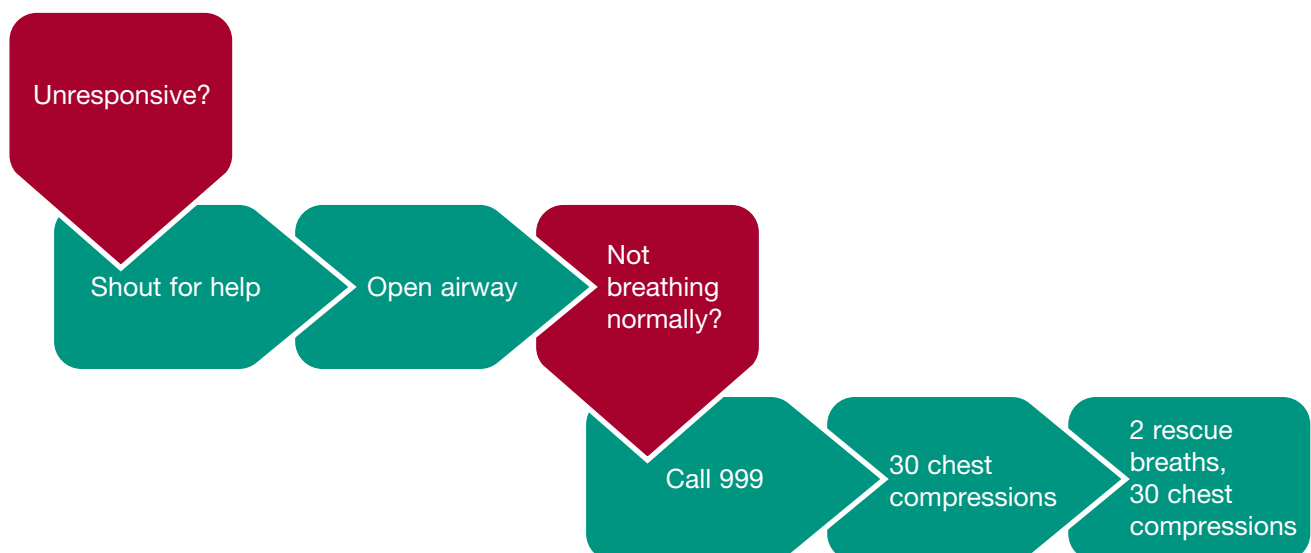 Unresponsive?
Shout for help
Open airway
Not
breathing
normally?
Call 999
30 chest
compressions
2 rescue
breaths,
30 chest
compressions